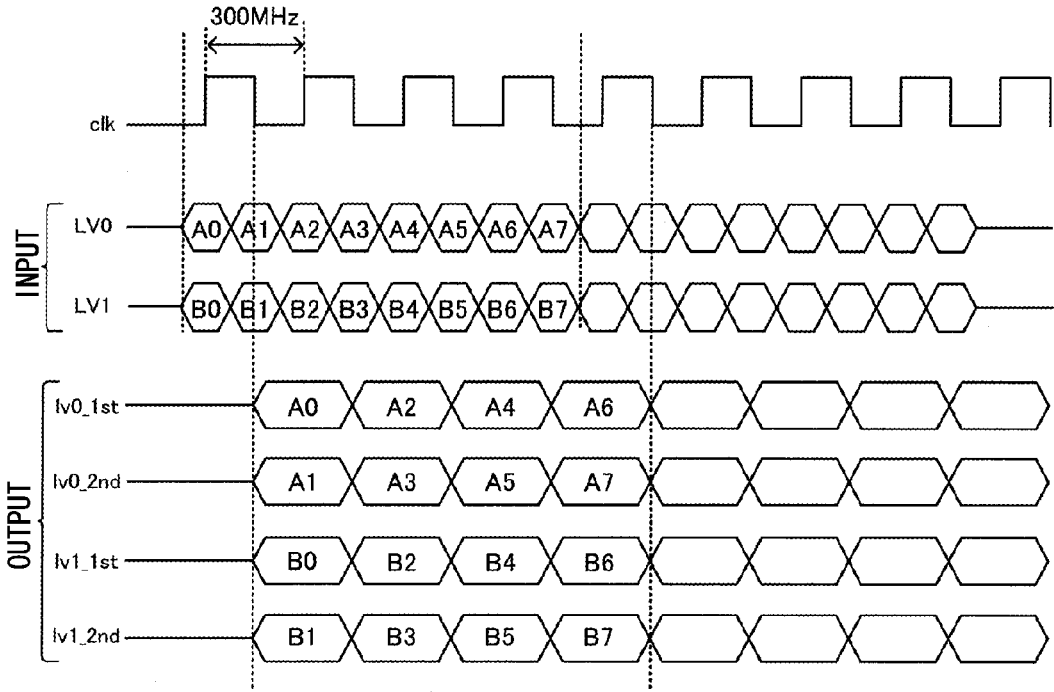 300MHz
clk
INPUT
LV0 A0 A1 A2 A3 A4 A5 A6 A7
LV1 B0 B1 B2 B3 B4 B5 B6 B7
OUTPUT
lv0_1st A0 A2 A4 A6
lv0_2nd A1 A3 A5 A7
lv1_1st B0 B2 B4 B6
lv1_2nd B1 B3 B5 B7